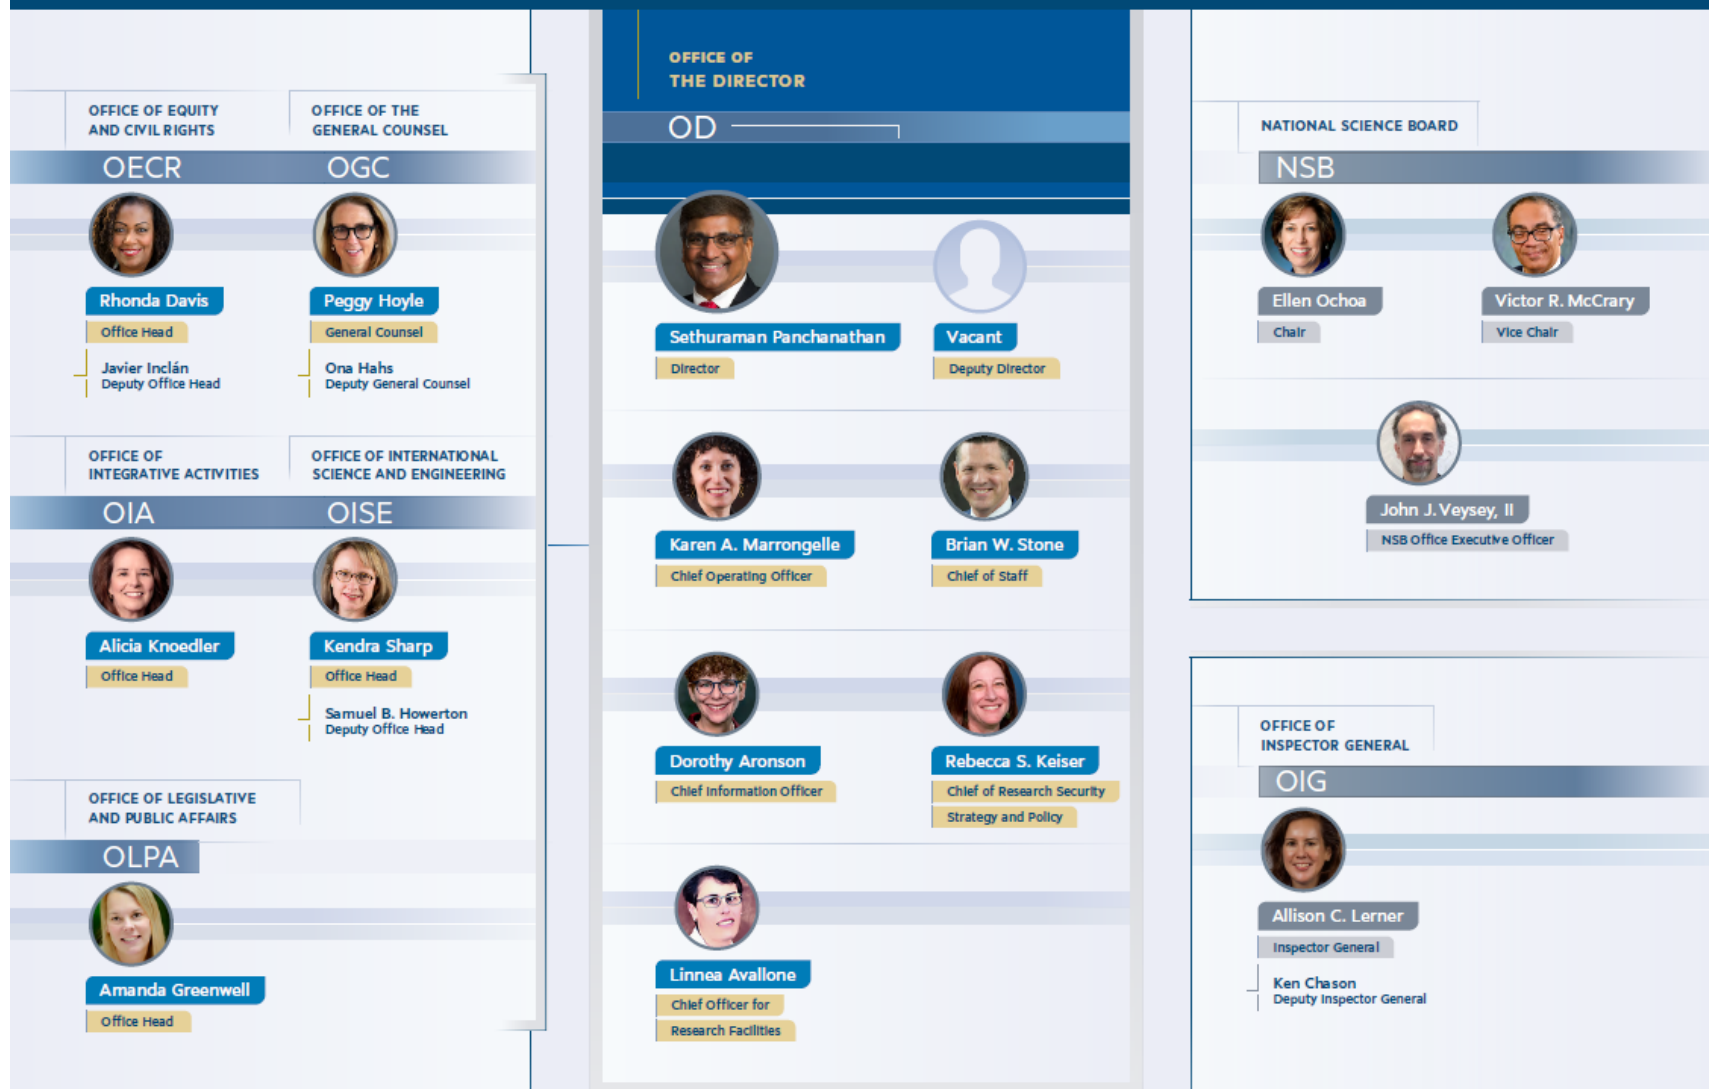 OFFICE OF EQUITY
AND CIVIL RIGHTS
OECR
Rhonda Davis
Office Head
Javier Inclán
Deputy Office Head
OFFICE OF THE
GENERAL COUNSEL
OGC
Peggy Hoyle
General Counsel
Ona Hahs
Deputy General Counsel
OFFICE OF
INTEGRATIVE ACTIVITIES
OIA
Alicia Knoedler
Office Head
OFFICE OF INTERNATIONAL
SCIENCE AND ENGINEERING
OISE
Kendra Sharp
Office Head
Samuel B. Howerton
Deputy Office Head
OFFICE OF LEGISLATIVE
AND PUBLIC AFFAIRS
OLPA
Amanda Greenwell
Office Head
OFFICE OF
THE DIRECTOR
OD
Sethuraman Panchanathan
Director
Vacant
Deputy Director
Karen A. Marrongelle
Chief Operating Officer
Brian W. Stone
Chief of Staff
Dorothy Aronson
Chief Information Officer
Rebecca S. Keiser
Chief of Research Security
Strategy and Policy
Linnea Avallone
Chief Officer for
Research Facilities
NATIONAL SCIENCE BOARD
NSB
Ellen Ochoa
Chair
Victor R. McCrary
Vice Chair
John J. Veysey, II
NSB Office Executive Officer
OFFICE OF
INSPECTOR GENERAL
OIG
Allison C. Lerner
Inspector General
Ken Chason
Deputy Inspector General